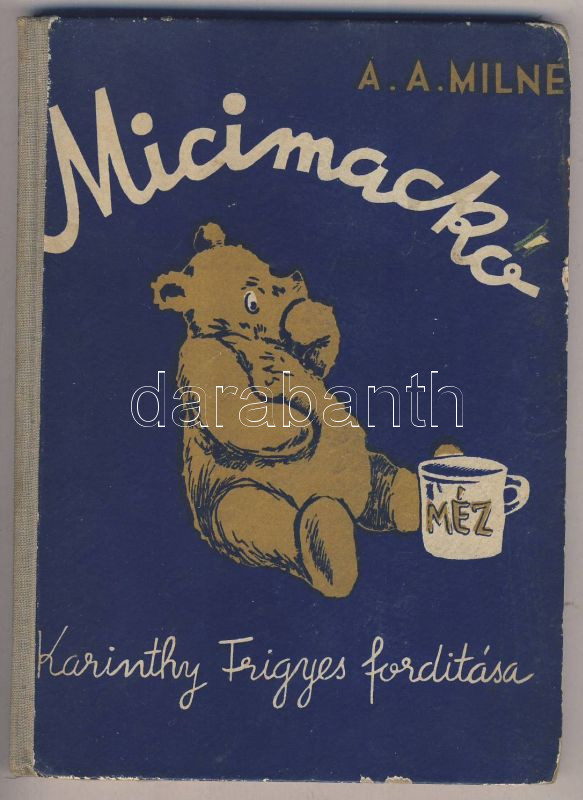 A. A. MILNE
Micimackó
darabanth
MÉZ
Karinthy Frigyes fordítása